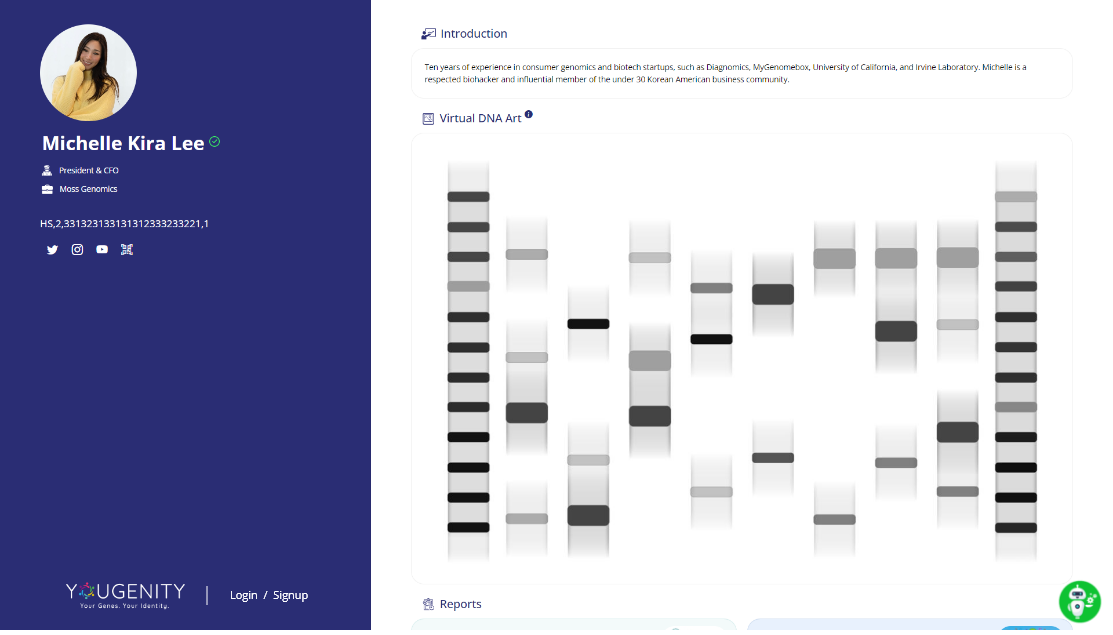 Michelle Kira Lee
President & CFO
Moss Genomics
HS,2,331323133131312333233221,1
YOUGENITY
Your Genes. Your Identity.
Login / Signup
Introduction
Ten years of experience in consumer genomics and biotech startups, such as Diagnomics, MyGenomebox, University of California, and Irvine Laboratory. Michelle is a
respected biohacker and influential member of the under 30 Korean American business community.
Virtual DNA Art
Reports